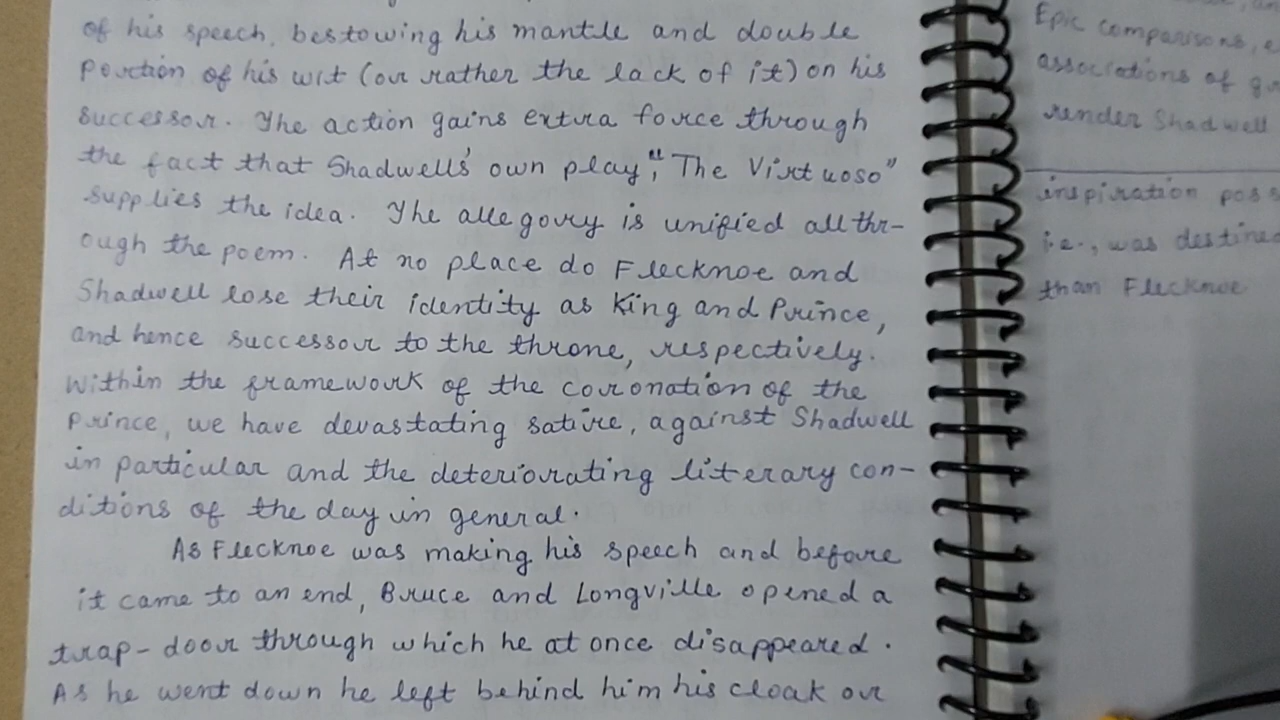 of his speech, bestowing his mantle and double
portion of his wit (or rather the lack of it) on his
successor. The action gains extra force through
the fact that Shadwell's own play, "The Virtuoso"
supplies the idea. The allegory is unified all thr-
ough the poem. At no place do Flecknoe and
Shadwell lose their identity as King and Prince,
and hence successor to the throne, respectively.
Within the framework of the coronation of the
Prince, we have devastating satire, against Shadwell
in particular and the deteriorating literary con-
ditions of the day in general.
As Flecknoe was making his speech and before
it came to an end, Bruce and Longville opened a
trap-door through which he at once disappeared.
As he went down he left behind him his cloak or
Epic comparisons,
associations of
render Shadwell
inspiration
i.e., was destined
than Flecknoe